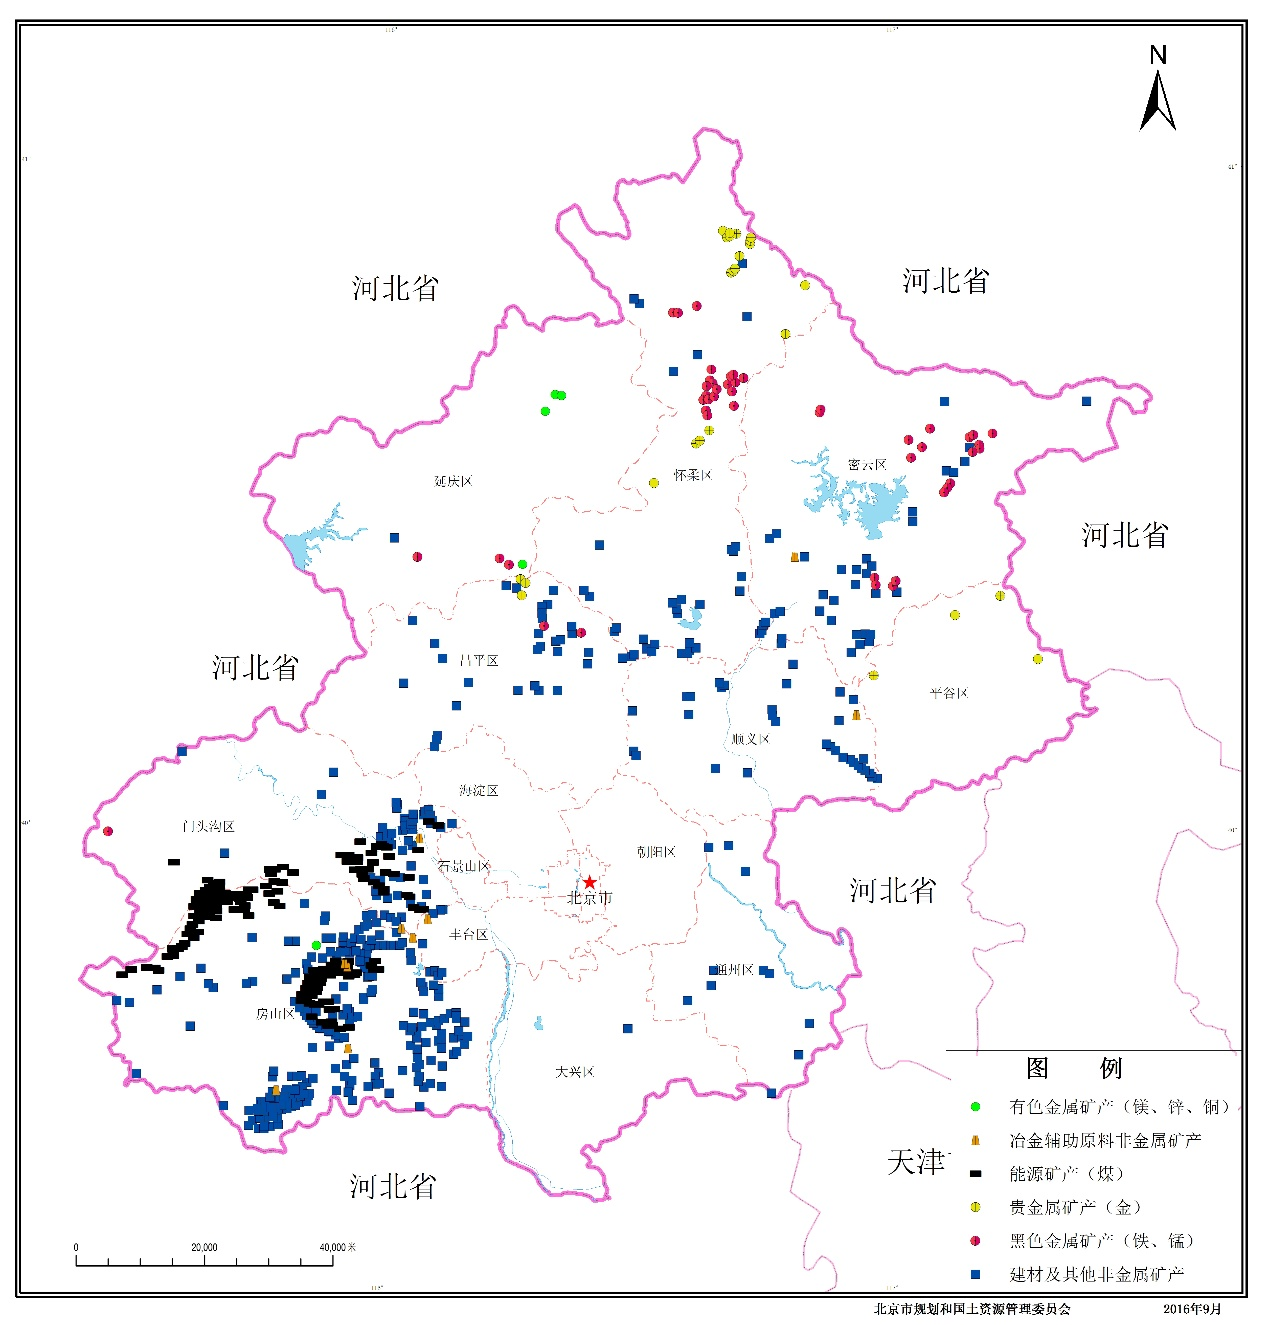 N
河北省
河北省
延庆区
怀柔区
密云区
河北省
河北省
昌平区
平谷区
顺义区
海淀区
门头沟区
石景山区
朝阳区
河北省
北京市
丰台区
通州区
房山区
大兴区
河北省
天津
图 例
有色金属矿产（镁、锌、铜）
冶金辅助原料非金属矿产
能源矿产（煤）
贵金属矿产（金）
黑色金属矿产（铁、锰）
建材及其他非金属矿产
0 20,000 40,000米
北京市规划和国土资源管理委员会 2016年9月